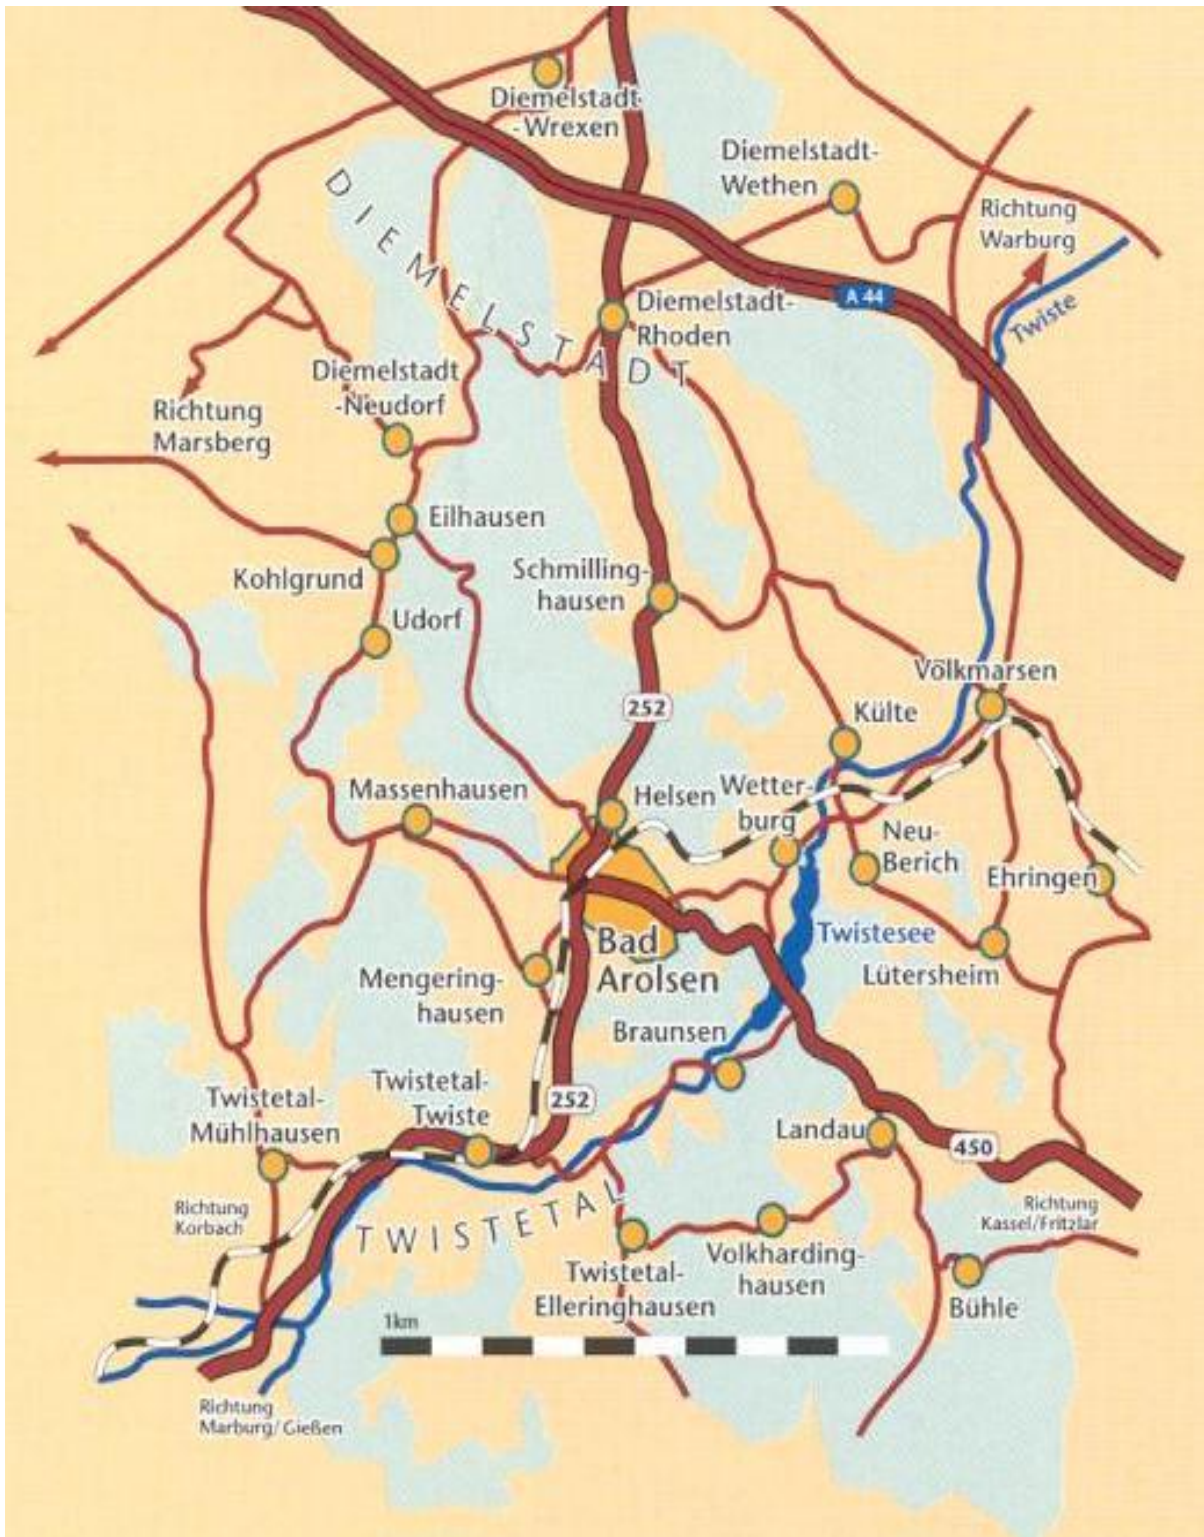 Diemelstadt
-Wrexen
Diemelstadt-
Wethen
Richtung
Warburg
DIEMELSTADT
A 44
Twiste
Diemelstadt-
Rhoden
Diemelstadt
-Neudorf
Richtung
Marsberg
Eilhausen
Kohlgrund
Schmilling-
hausen
Udorf
Völkmarsen
252
Külte
Massenhausen
Helsen
Wetter-
burg
Neu-
Berich
Ehringen
Bad
Arolsen
Twistesee
Lütersheim
Mengering-
hausen
Braunsen
Twistetal-
Twiste
252
Twistetal-
Mühlhausen
Landau
450
Richtung
Korbach
TWISTETAL
Richtung
Kassel/Fritzlar
Volkharding-
hausen
Twistetal-
Elleringhausen
Bühle
1km
Richtung
Marburg/Gießen